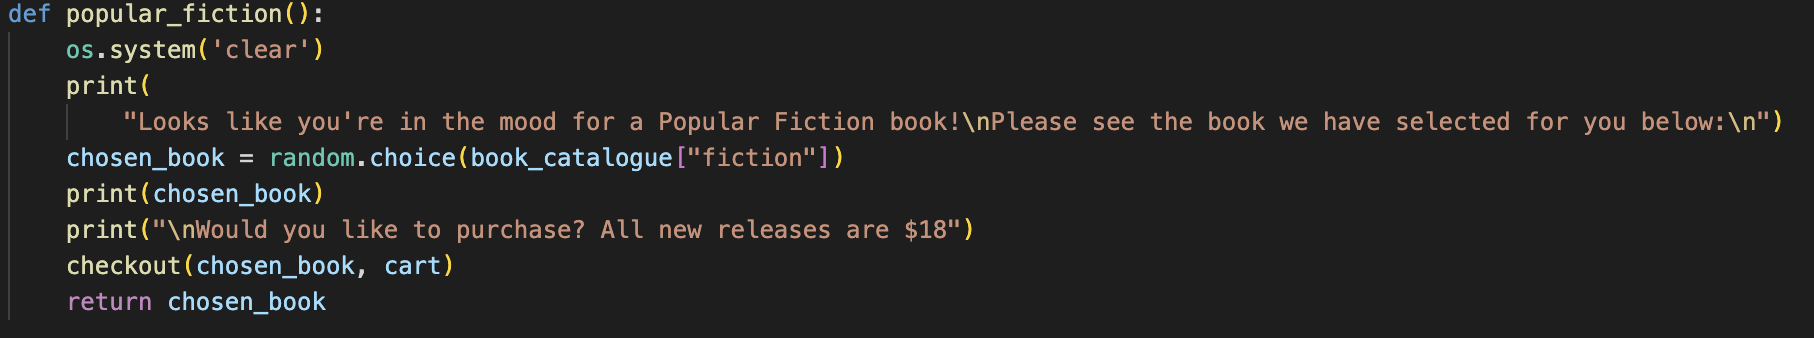 def popular_fiction():
    os.system('clear')
    print(
        "Looks like you're in the mood for a Popular Fiction book!\nPlease see the book we have selected for you below:\n")
    chosen_book = random.choice(book_catalogue["fiction"])
    print(chosen_book)
    print("\nWould you like to purchase? All new releases are $18")
    checkout(chosen_book, cart)
    return chosen_book